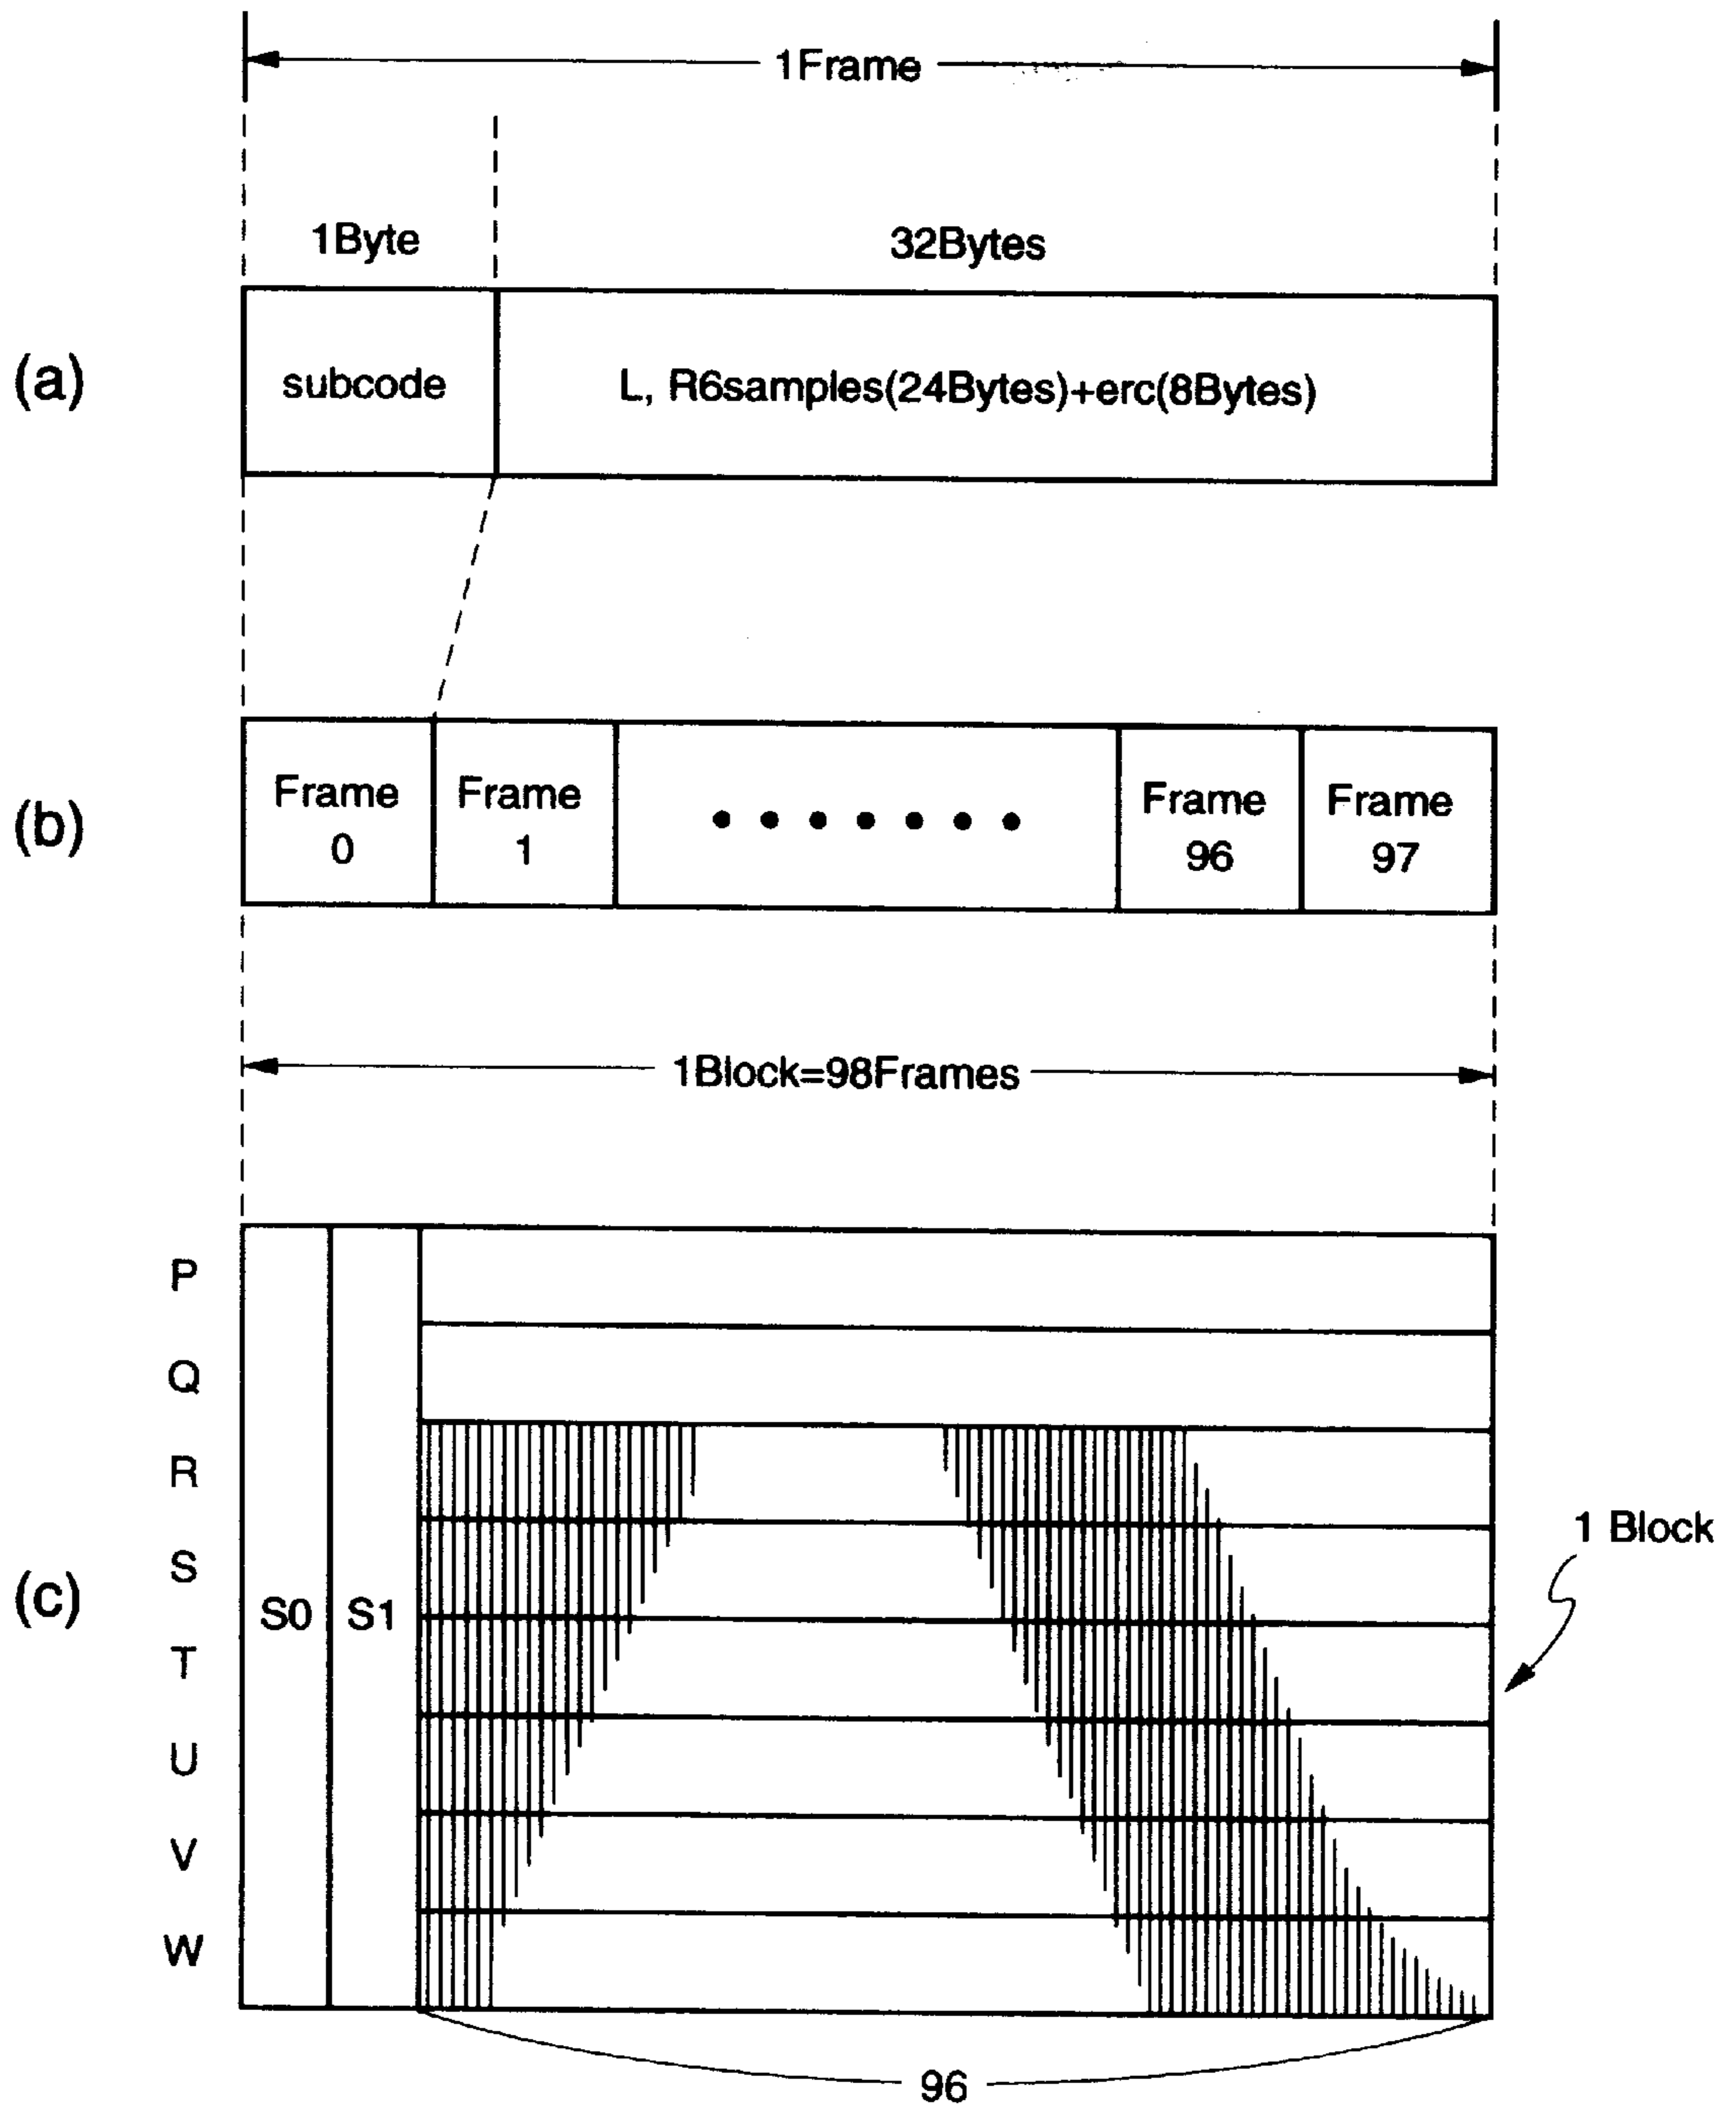 1Frame
1Byte 32Bytes
(a) subcode L, R6samples(24Bytes)+erc(8Bytes)
(b) Frame 0 Frame 1 Frame 96 Frame 97
1Block=98Frames
P
Q
R
S
T
U
V
W
(c) S0 S1
1 Block
96